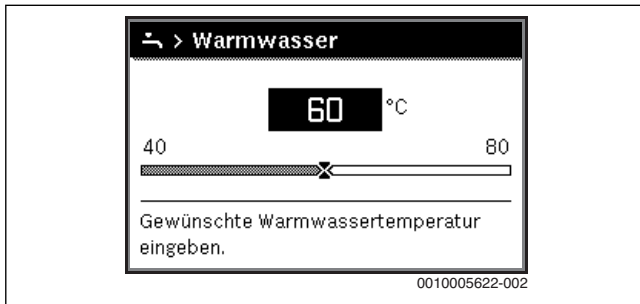 > Warmwasser
60 °C
40 80
Gewünschte Warmwassertemperatur
eingeben.
0010005622-002